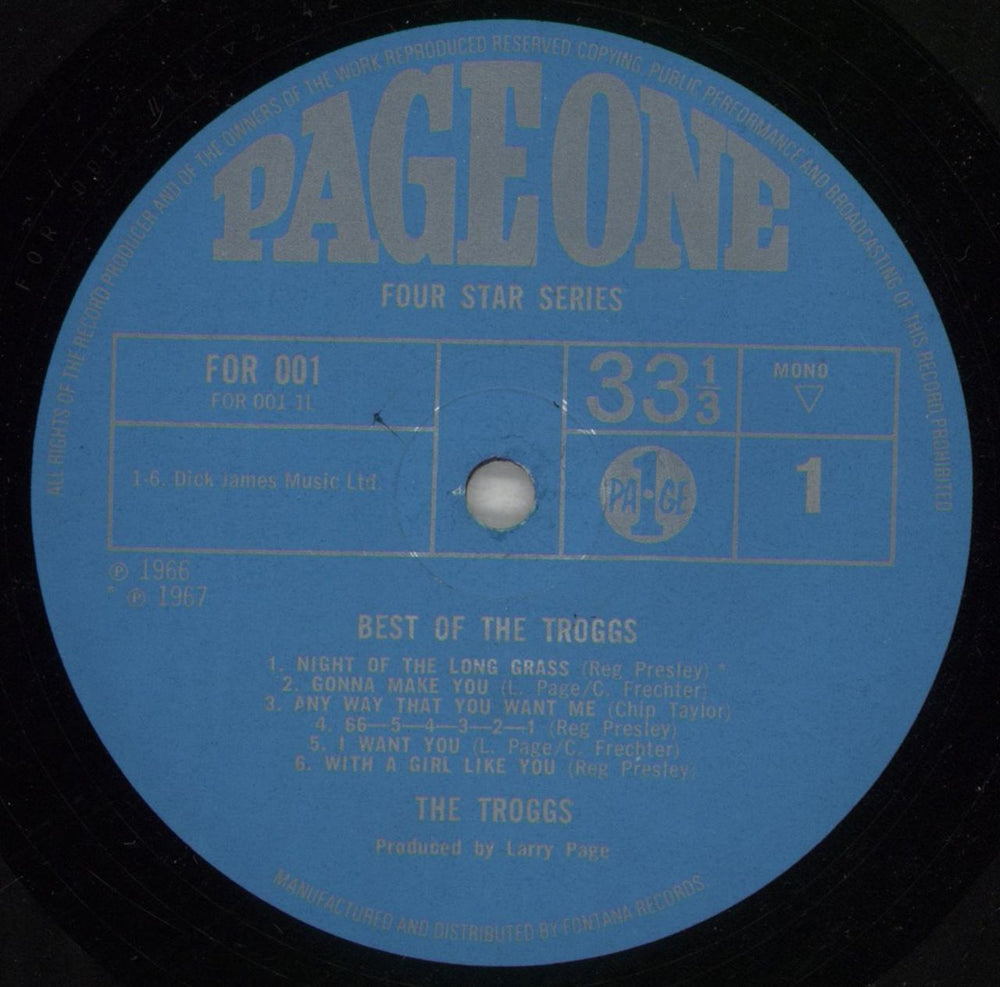 ALL RIGHTS OF THE RECORD PRODUCER AND OF THE OWNERS OF THE WORK REPRODUCED RESERVED COPYING, PUBLIC PERFORMANCE AND BROADCASTING OF THIS RECORD PROHIBITED
PAGE ONE
FOUR STAR SERIES
FOR 001
FOR 001 1L
33 1/3
MONO
1-6. Dick James Music Ltd.
PA1GE
1
℗ 1966
* ℗ 1967
BEST OF THE TROGGS
1. NIGHT OF THE LONG GRASS (Reg Presley) *
2. GONNA MAKE YOU (L. Page/C. Frechter)
3. ANY WAY THAT YOU WANT ME (Chip Taylor)
4. 66—5—4—3—2—1 (Reg Presley)
5. I WANT YOU (L. Page/C. Frechter)
6. WITH A GIRL LIKE YOU (Reg Presley)
THE TROGGS
Produced by Larry Page
MANUFACTURED AND DISTRIBUTED BY FONTANA RECORDS